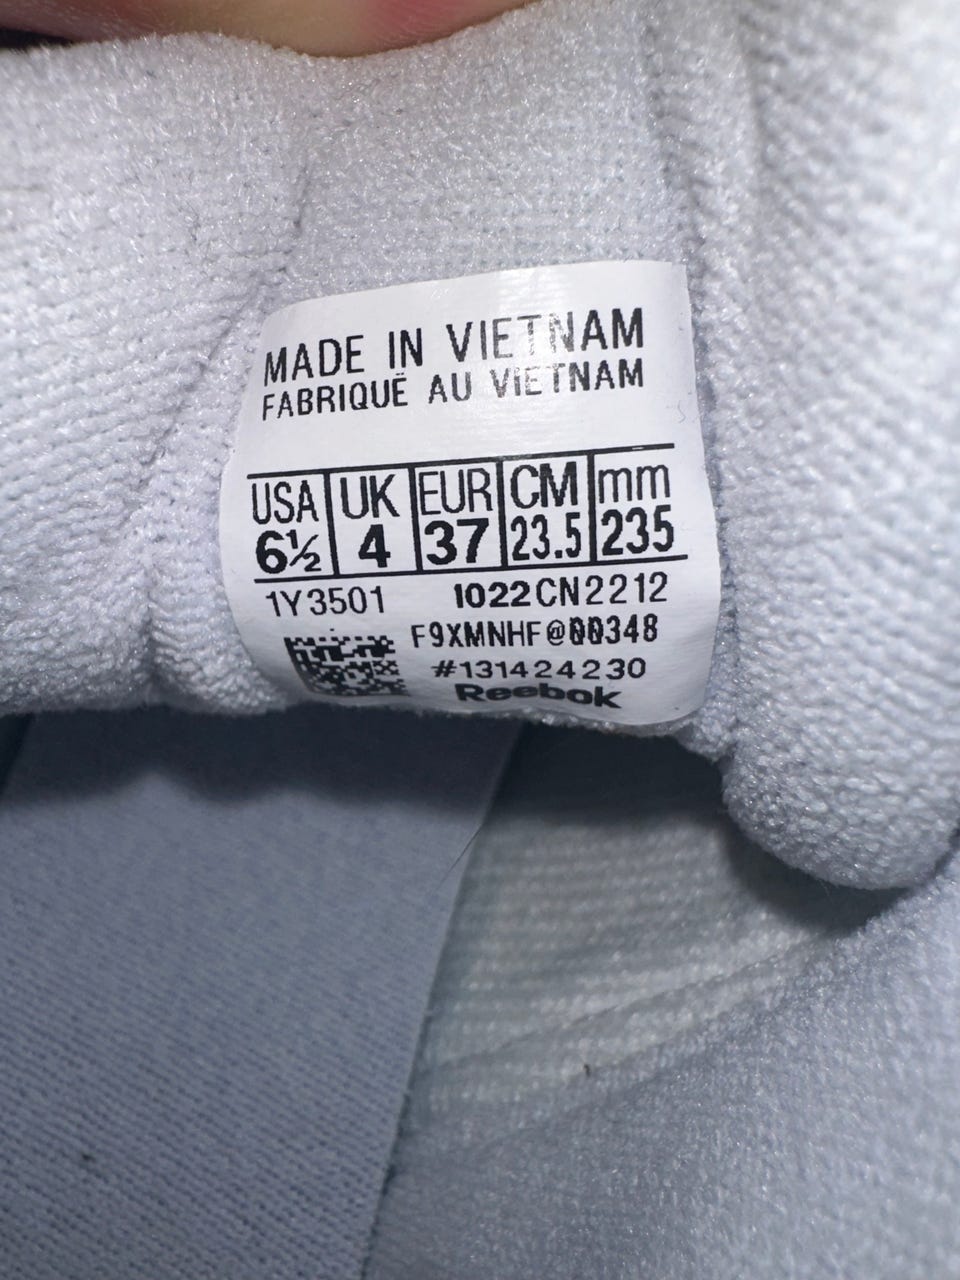 MADE IN VIETNAM
FABRIQUÉ AU VIETNAM
USA UK EUR CM mm
6½ 4 37 23.5 235
1Y3501 1022CN2212
F9XMNHF@00348
#131424230
Reebok